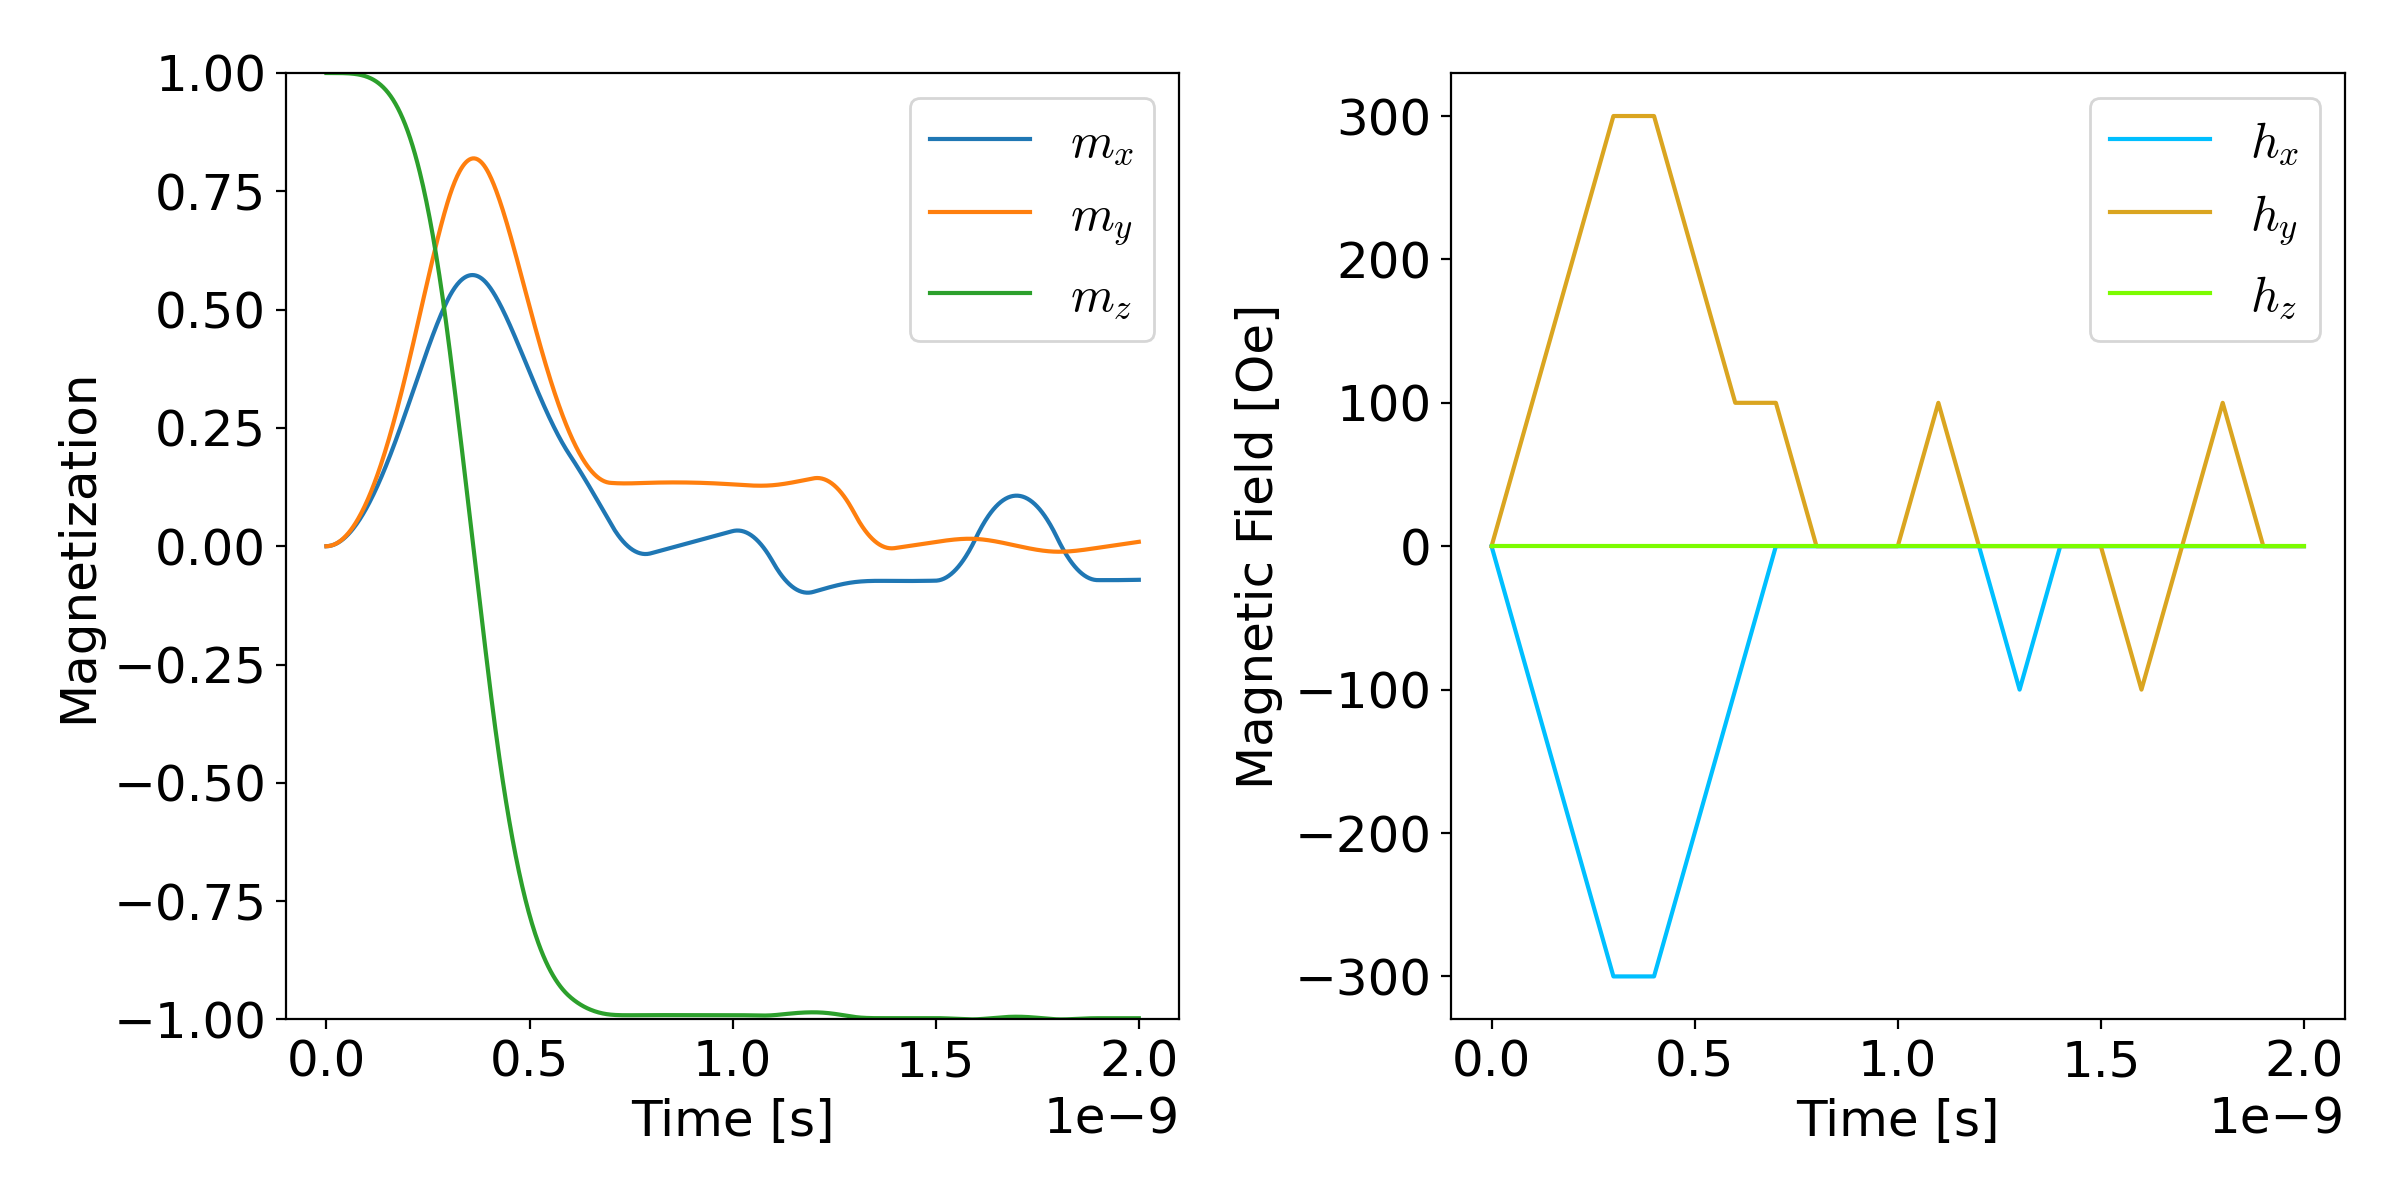 1.00
0.75
0.50
0.25
0.00
−0.25
−0.50
−0.75
−1.00
Magnetization
0.0 0.5 1.0 1.5 2.0
Time [s]
1e−9
m_x
m_y
m_z
300
200
100
0
−100
−200
−300
Magnetic Field [Oe]
0.0 0.5 1.0 1.5 2.0
Time [s]
1e−9
h_x
h_y
h_z